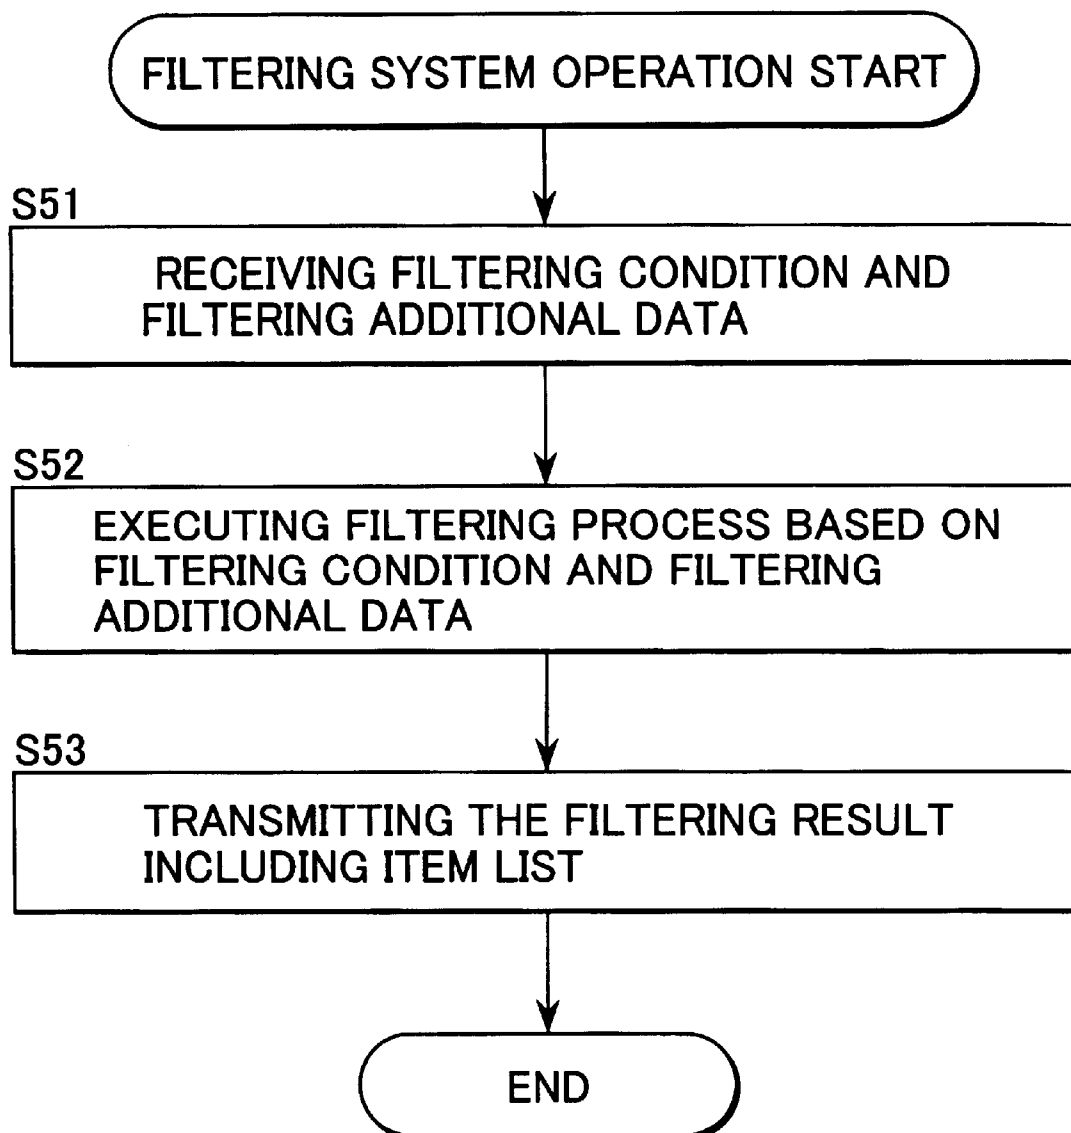 FILTERING SYSTEM OPERATION START
S51
RECEIVING FILTERING CONDITION AND
FILTERING ADDITIONAL DATA
S52
EXECUTING FILTERING PROCESS BASED ON
FILTERING CONDITION AND FILTERING
ADDITIONAL DATA
S53
TRANSMITTING THE FILTERING RESULT
INCLUDING ITEM LIST
END